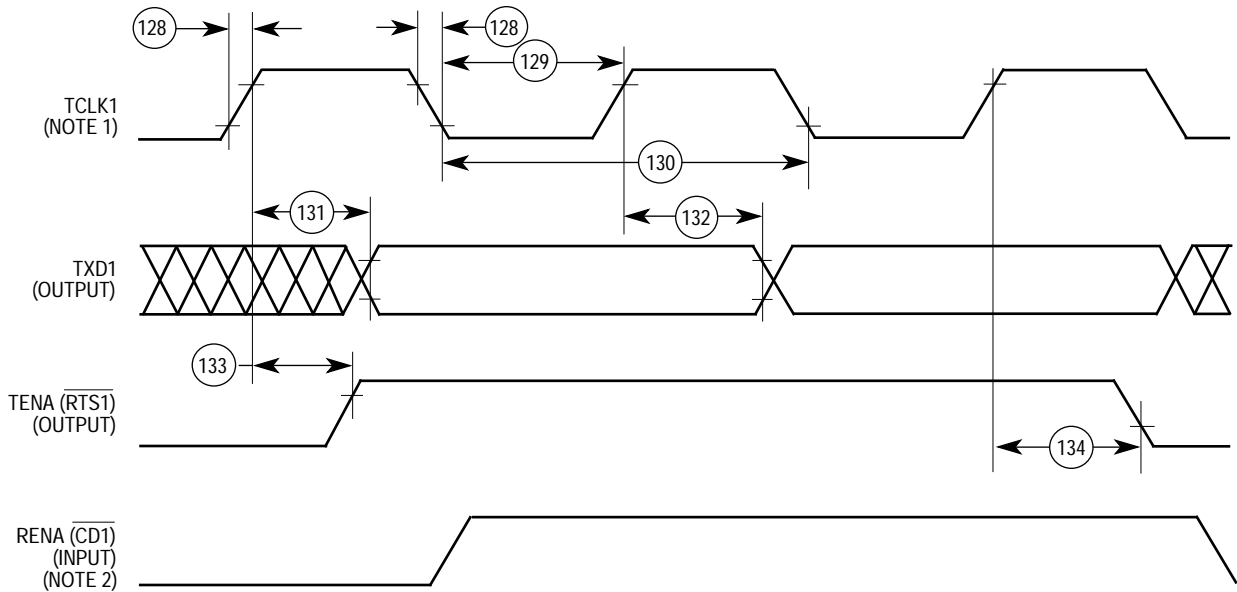 128
128
129
TCLK1
(NOTE 1)
130
131
132
TXD1
(OUTPUT)
133
TENA (RTS1)
(OUTPUT)
134
RENA (CD1)
(INPUT)
(NOTE 2)